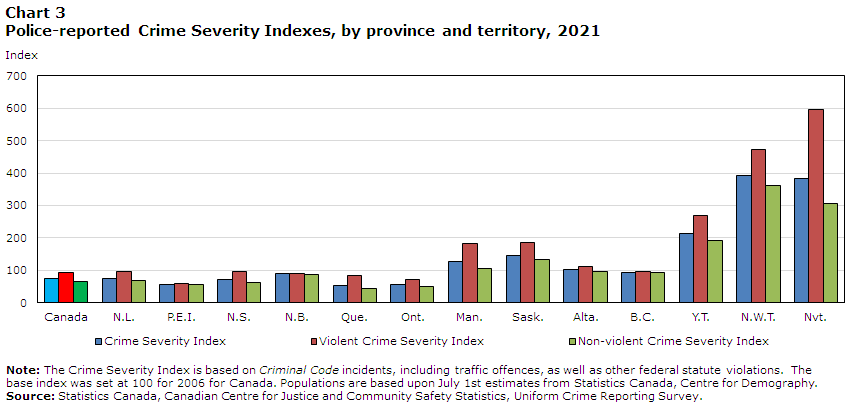 Chart 3
Police-reported Crime Severity Indexes, by province and territory, 2021
Index
700
600
500
400
300
200
100
0
Canada N.L. P.E.I. N.S. N.B. Que. Ont. Man. Sask. Alta. B.C. Y.T. N.W.T. Nvt.
Crime Severity Index Violent Crime Severity Index Non-violent Crime Severity Index
Note: The Crime Severity Index is based on Criminal Code incidents, including traffic offences, as well as other federal statute violations. The
base index was set at 100 for 2006 for Canada. Populations are based upon July 1st estimates from Statistics Canada, Centre for Demography.
Source: Statistics Canada, Canadian Centre for Justice and Community Safety Statistics, Uniform Crime Reporting Survey.